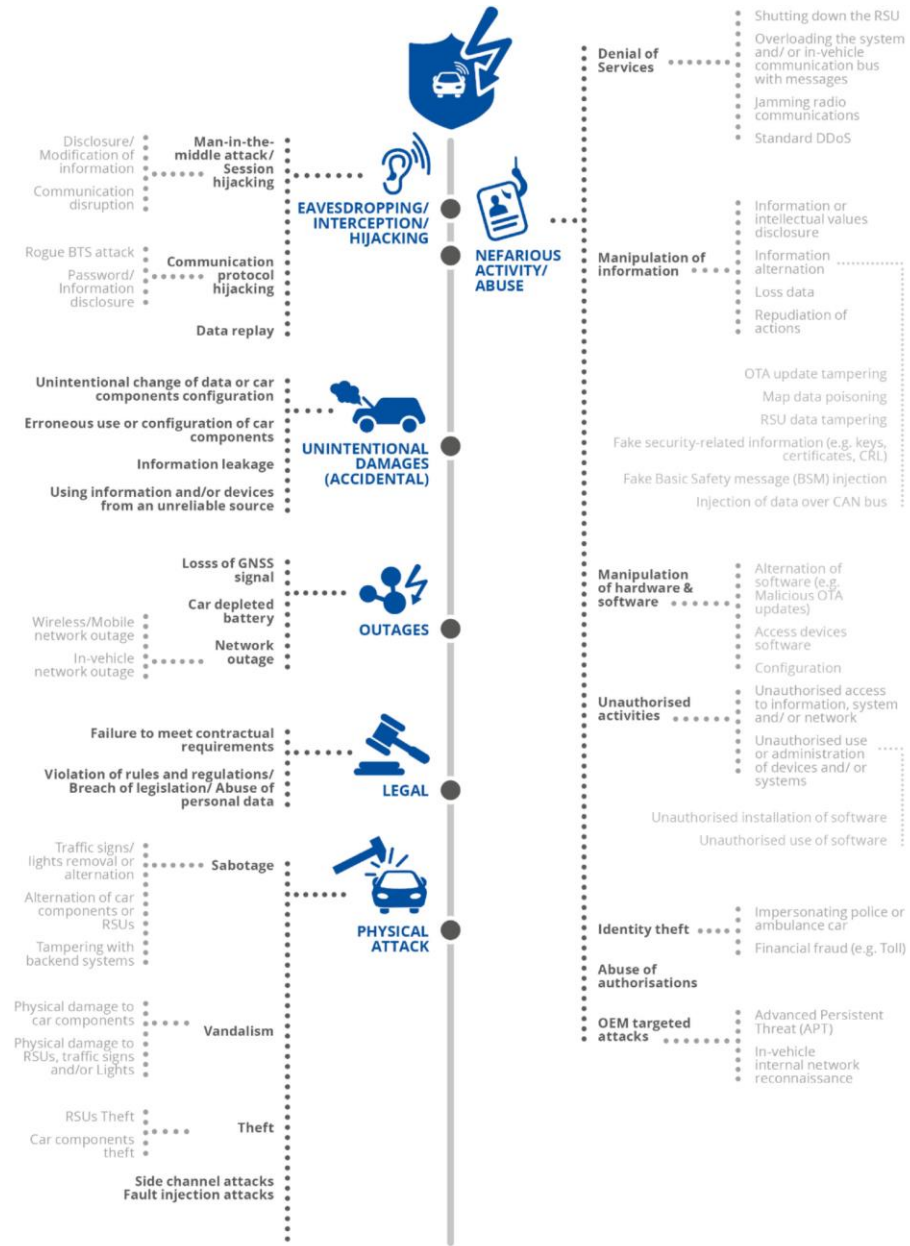 Man-in-the-
middle attack/
Session
hijacking
Disclosure/
Modification of
information
Communication
disruption
EAVESDROPPING/
INTERCEPTION/
HIJACKING
Rogue BTS attack
Password/
Information
disclosure
Communication
protocol
hijacking
Data replay
Unintentional change of data or car
components configuration
Erroneous use or configuration of car
components
Information leakage
Using information and/or devices
from an unreliable source
UNINTENTIONAL
DAMAGES
(ACCIDENTAL)
Losss of GNSS
signal
Car depleted
battery
Network
outage
Wireless/Mobile
network outage
In-vehicle
network outage
OUTAGES
Failure to meet contractual
requirements
Violation of rules and regulations/
Breach of legislation/ Abuse of
personal data
LEGAL
Traffic signs/
lights removal or
alternation
Alternation of car
components or
RSUs
Tampering with
backend systems
Sabotage
PHYSICAL
ATTACK
Physical damage to
car components
Physical damage to
RSUs, traffic signs
and/or Lights
Vandalism
RSUs Theft
Car components
theft
Theft
Side channel attacks
Fault injection attacks
NEFARIOUS
ACTIVITY/
ABUSE
Denial of
Services
Shutting down the RSU
Overloading the system
and/ or in-vehicle
communication bus
with messages
Jamming radio
communications
Standard DDoS
Manipulation of
information
Information or
intellectual values
disclosure
Information
alternation
Loss data
Repudiation of
actions
OTA update tampering
Map data poisoning
RSU data tampering
Fake security-related information (e.g. keys,
certificates, CRL)
Fake Basic Safety message (BSM) injection
Injection of data over CAN bus
Manipulation
of hardware &
software
Alternation of
software (e.g.
Malicious OTA
updates)
Access devices
software
Configuration
Unauthorised
activities
Unauthorised access
to information, system
and/ or network
Unauthorised use
or administration
of devices and/ or
systems
Unauthorised installation of software
Unauthorised use of software
Identity theft
Impersonating police or
ambulance car
Financial fraud (e.g. Toll)
Abuse of
authorisations
OEM targeted
attacks
Advanced Persistent
Threat (APT)
In-vehicle
internal network
reconnaissance